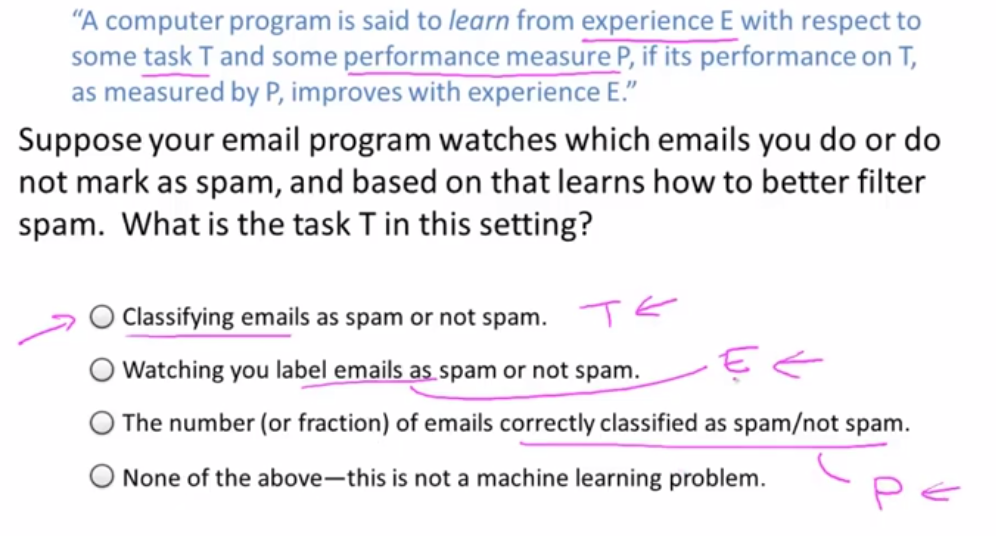 “A computer program is said to learn from experience E with respect to
some task T and some performance measure P, if its performance on T,
as measured by P, improves with experience E.”
Suppose your email program watches which emails you do or do
not mark as spam, and based on that learns how to better filter
spam.  What is the task T in this setting?
Classifying emails as spam or not spam. T
Watching you label emails as spam or not spam. E
The number (or fraction) of emails correctly classified as spam/not spam.
None of the above—this is not a machine learning problem. P